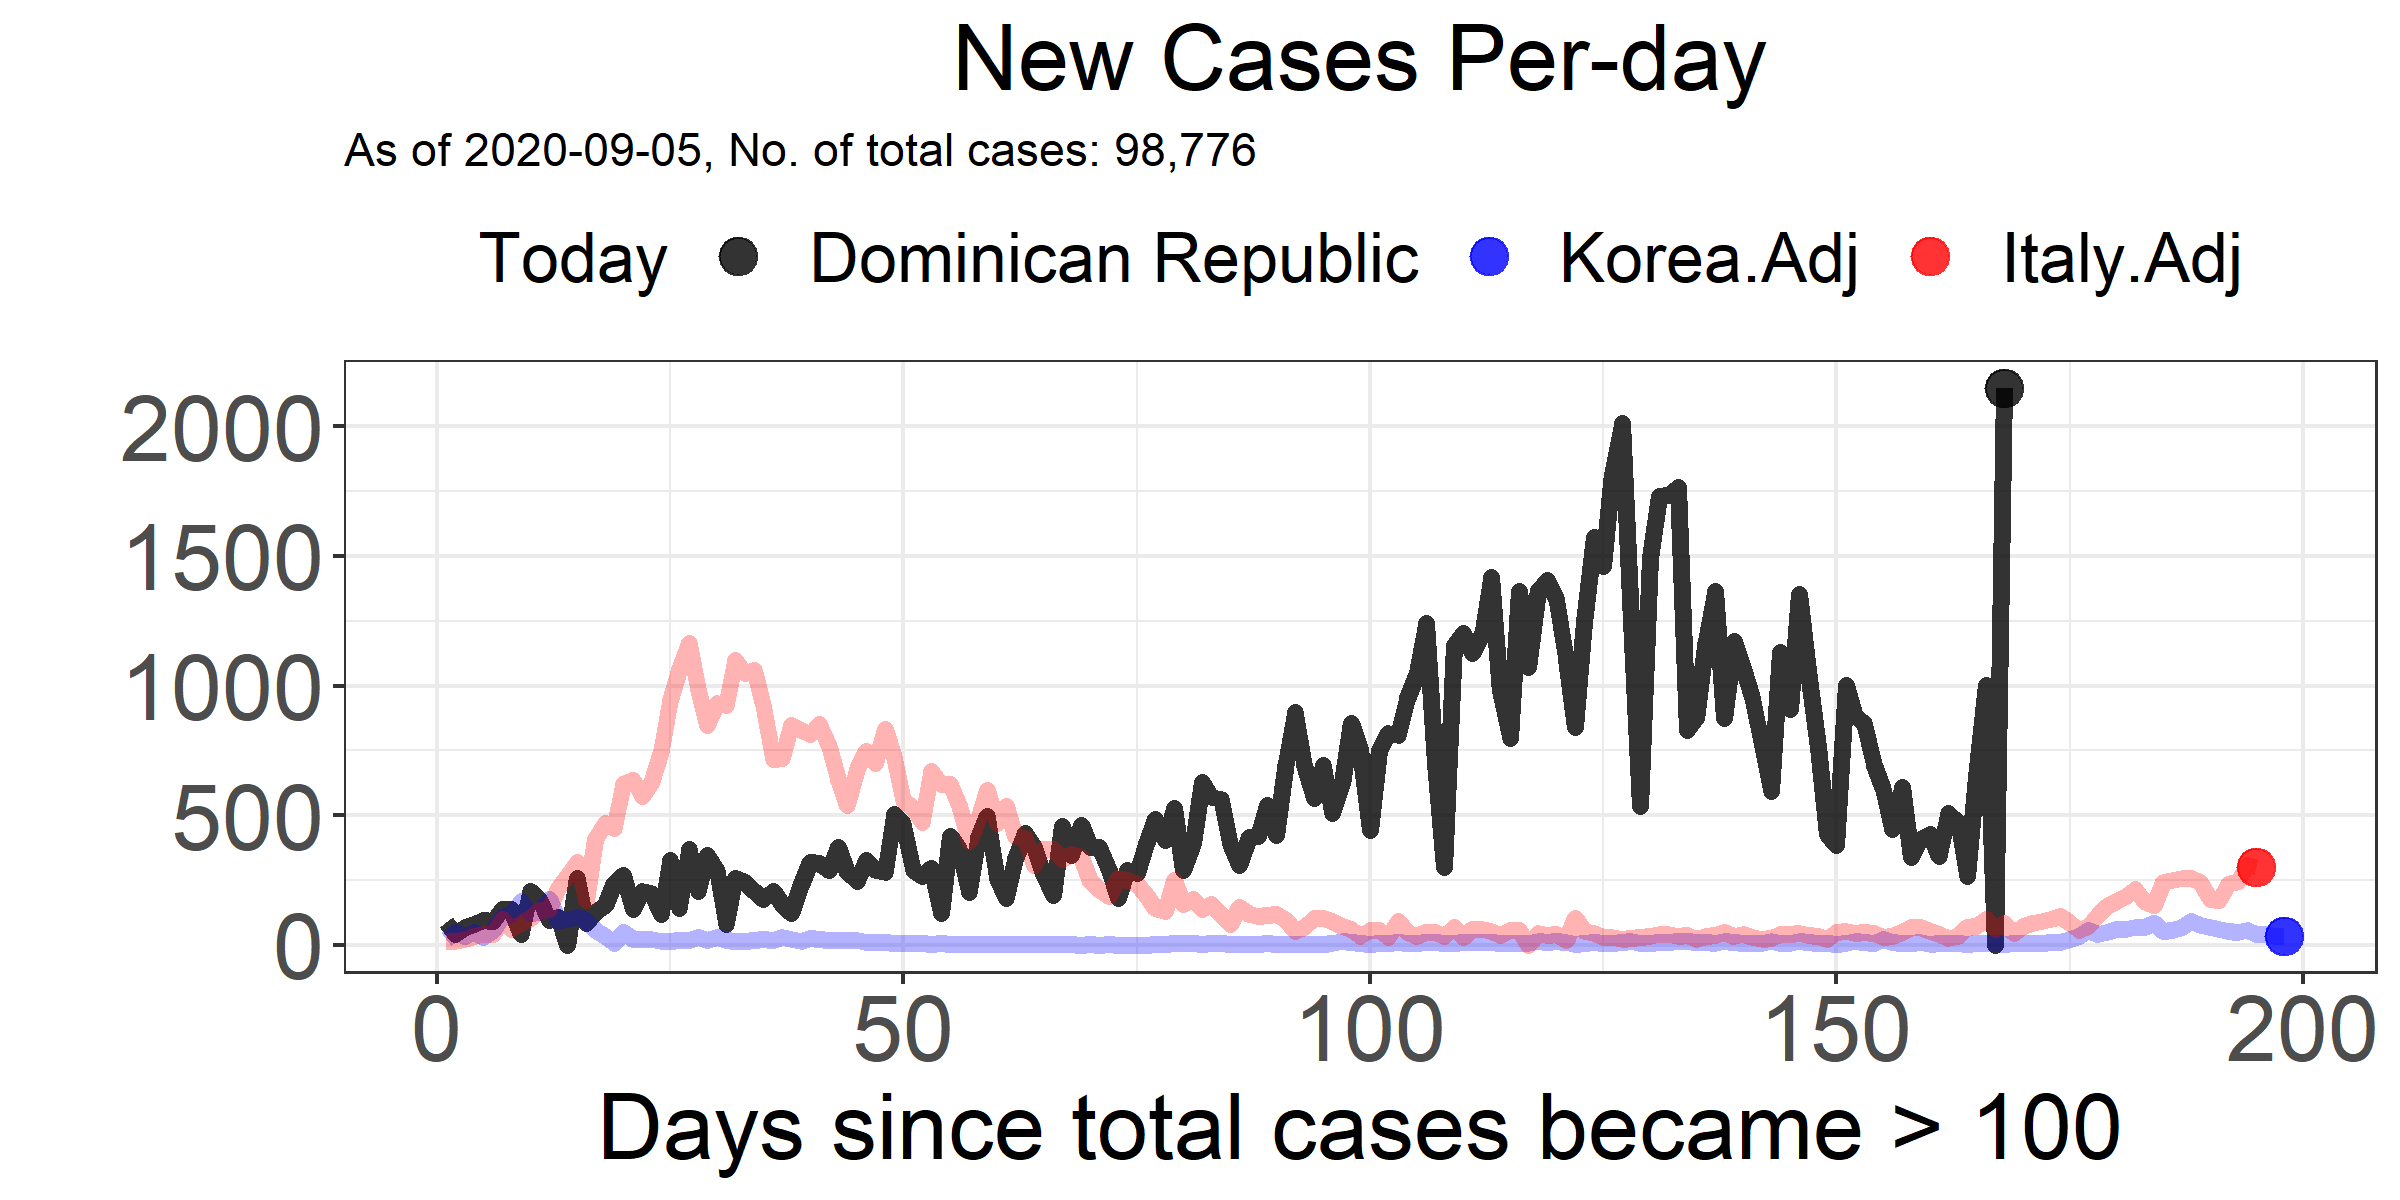 New Cases Per-day
As of 2020-09-05, No. of total cases: 98,776
Today Dominican Republic Korea.Adj Italy.Adj
2000
1500
1000
500
0
0 50 100 150 200
Days since total cases became > 100